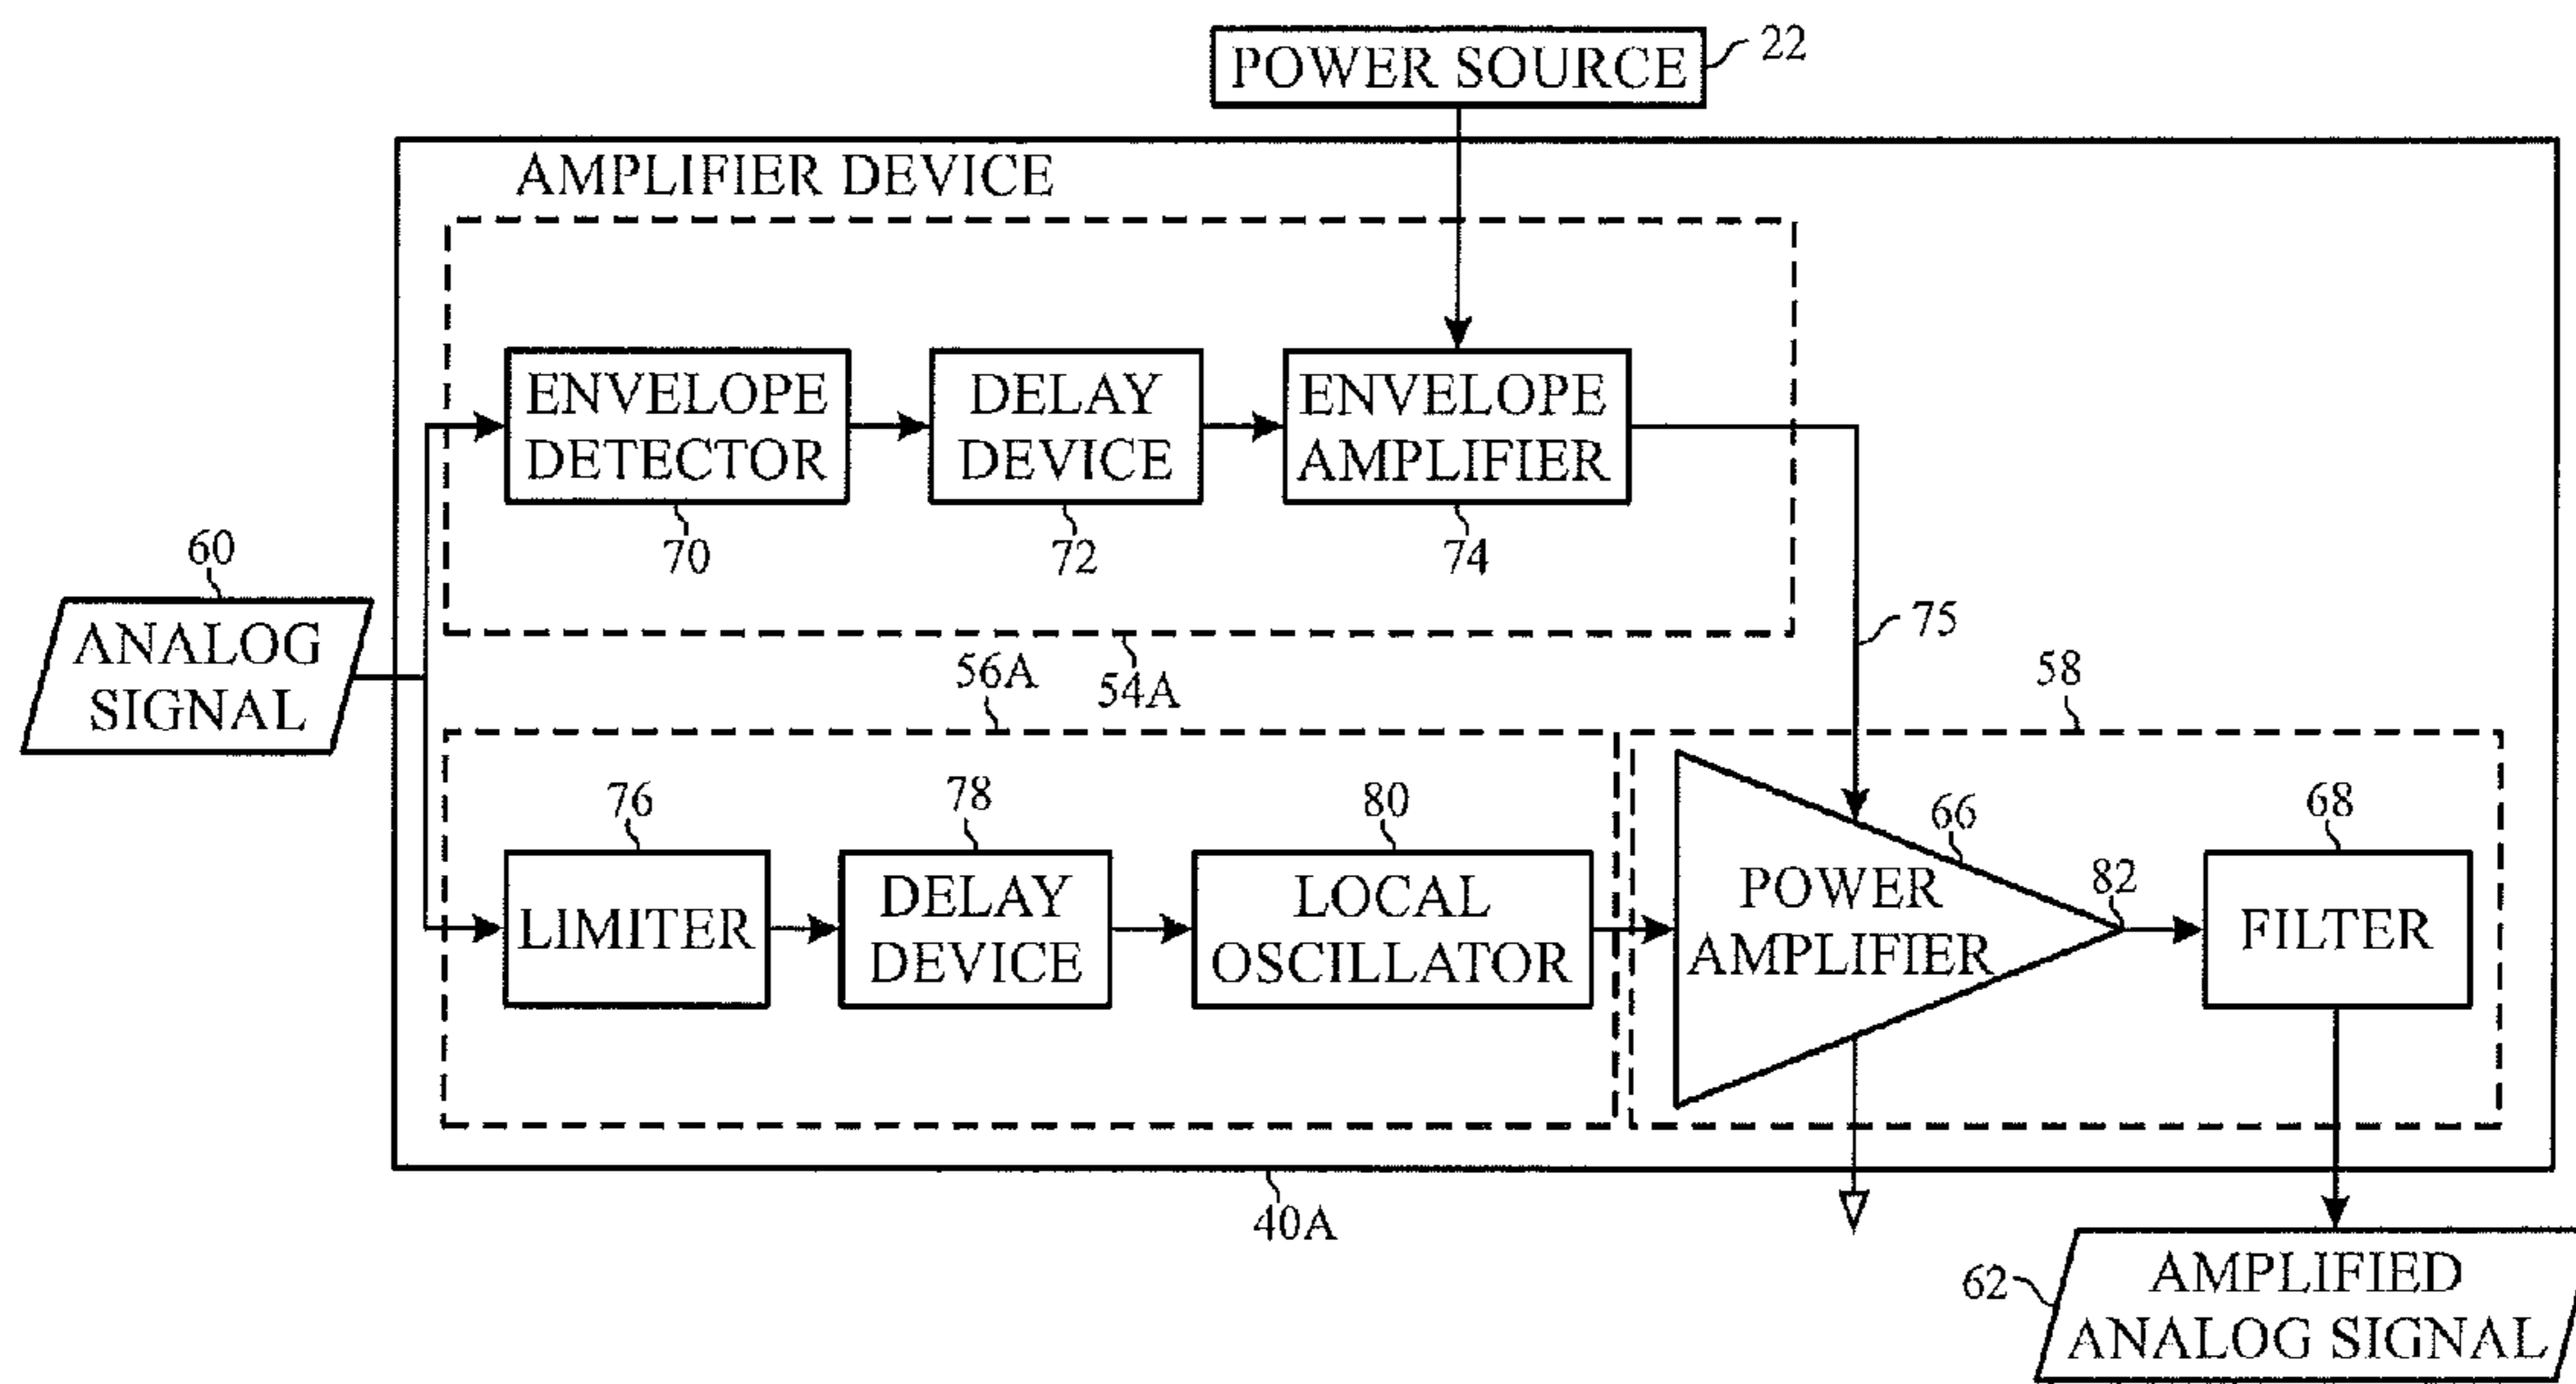 POWER SOURCE
22
AMPLIFIER DEVICE
ENVELOPE
DETECTOR
70
DELAY
DEVICE
72
ENVELOPE
AMPLIFIER
74
60
ANALOG
SIGNAL
75
56A
54A
58
76
LIMITER
78
DELAY
DEVICE
80
LOCAL
OSCILLATOR
66
POWER
AMPLIFIER
82
68
FILTER
40A
62
AMPLIFIED
ANALOG SIGNAL